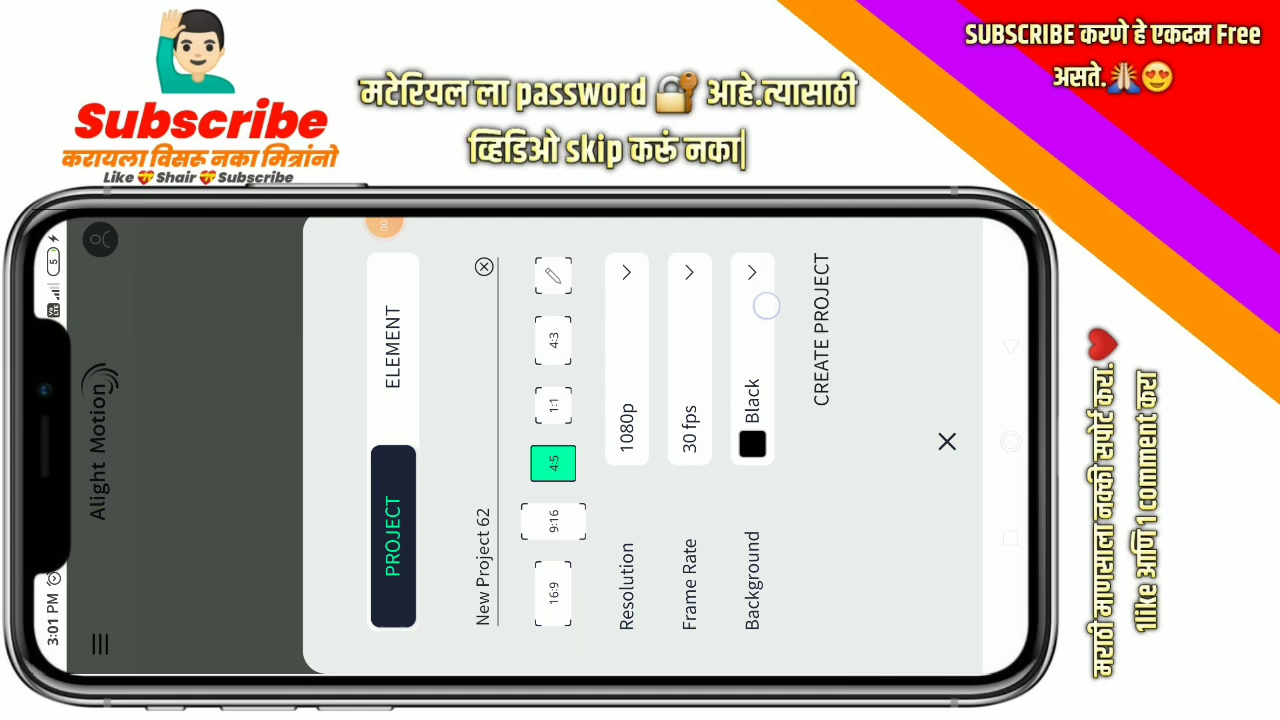 Subscribe
करायला विसरू नका मित्रांनो
Like 💝 Shair 💝 Subscribe
मटेरियल ला password 🔐 आहे.त्यासाठी
व्हिडिओ skip करूं नका|
SUBSCRIBE करणे हे एकदम Free
असते.🙏🏻😍
3:01 PM
5
Alight Motion
00
PROJECT
ELEMENT
New Project 62
16:9
9:16
4:5
1:1
4:3
Resolution
1080p
Frame Rate
30 fps
Background
Black
CREATE PROJECT
मराठी माणसाला नक्की सपोर्ट करा.❤️
1like आणि 1 comment करा